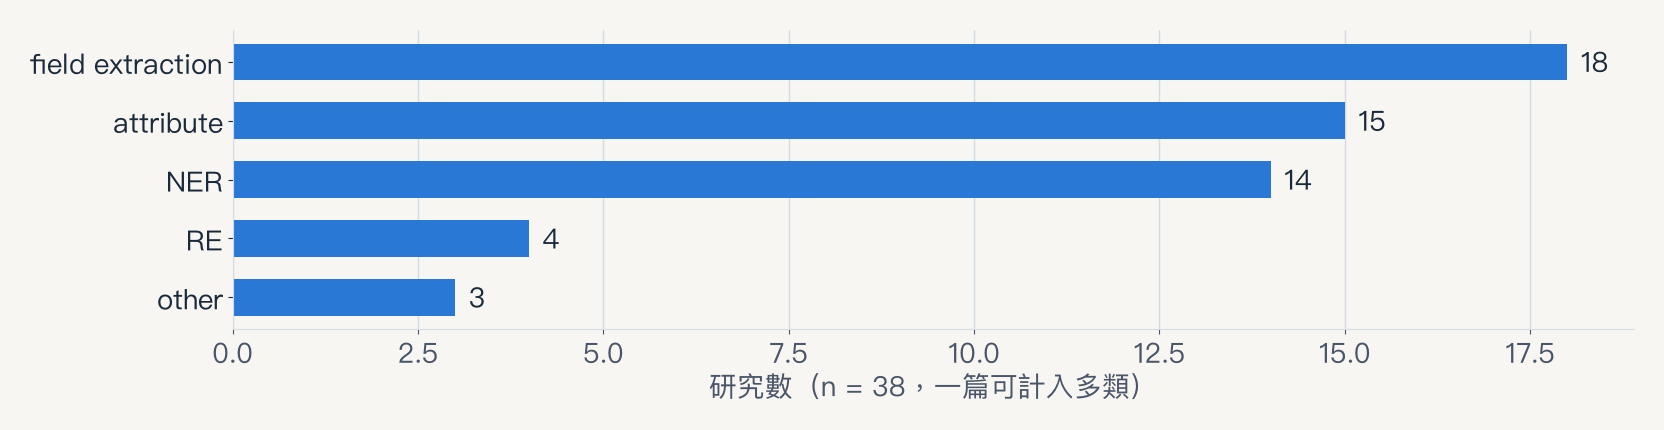 field extraction 18
attribute 15
NER 14
RE 4
other 3
0.0 2.5 5.0 7.5 10.0 12.5 15.0 17.5
研究數（n = 38，一篇可計入多類）